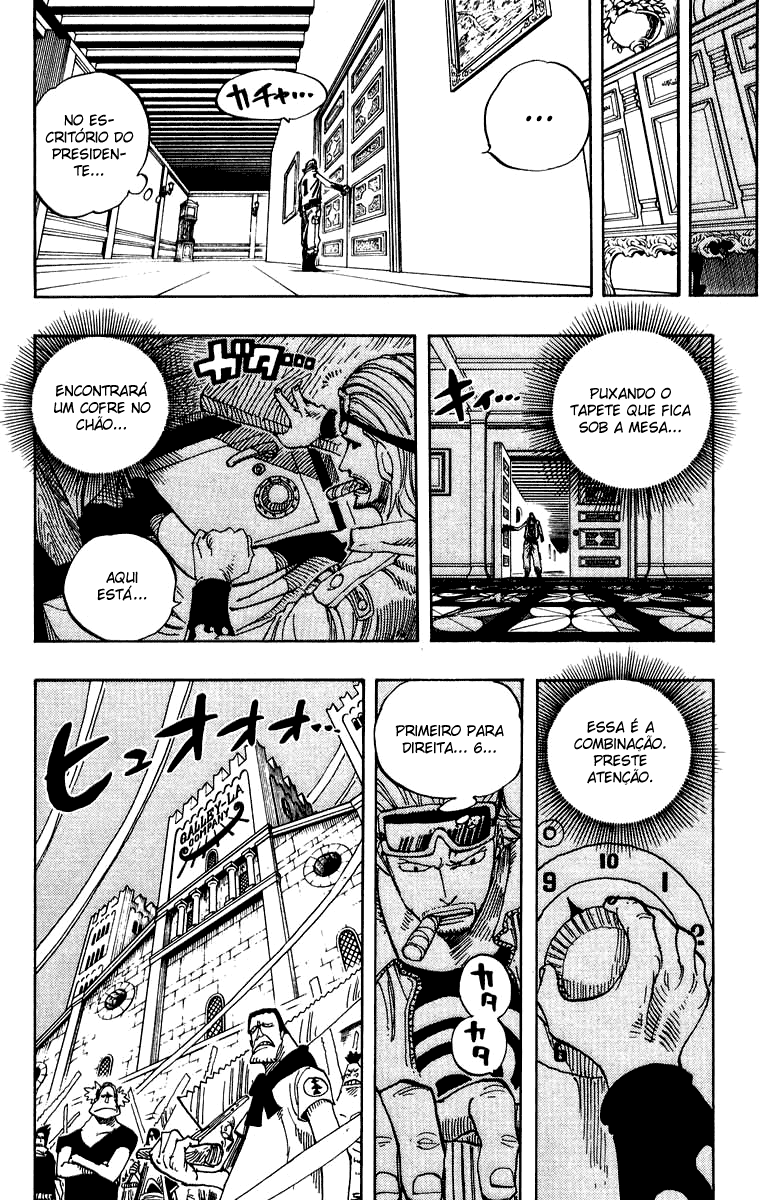 ...
カチャ...
NO ES-
CRITÓRIO DO
PRESIDEN-
TE...
PUXANDO O
TAPETE QUE FICA
SOB A MESA...
キィ...
ENCONTRARÁ
UM COFRE NO
CHÃO...
ガタ...
AQUI
ESTÁ...
ESSA É A
COMBINAÇÃO.
PRESTE
ATENÇÃO.
9 10 1
2
PRIMEIRO PARA
DIREITA... 6...
カタ
カタ
ヒュオオオ...
GALLEY-LA
COMPANY